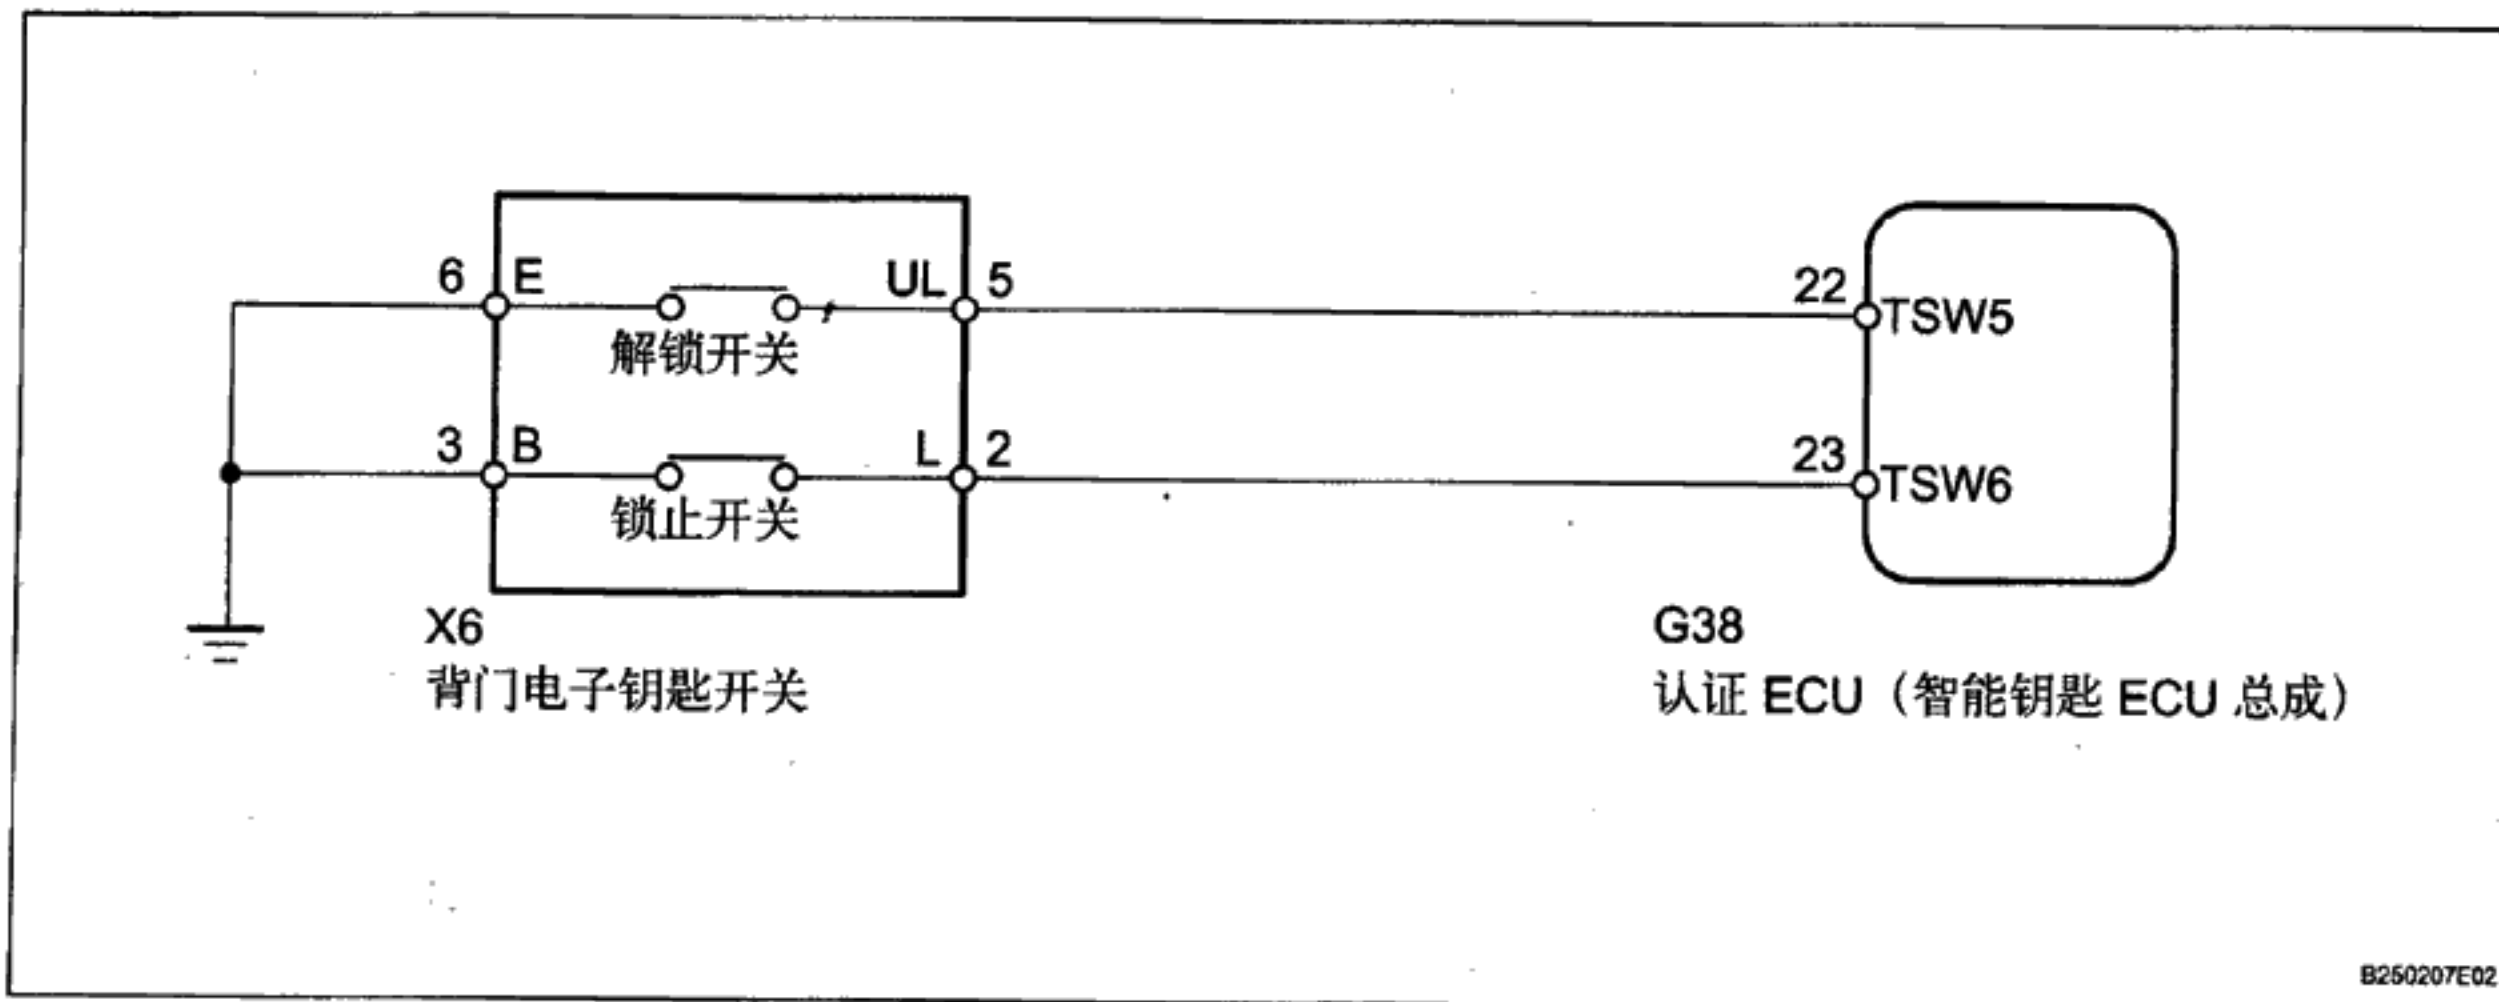 6 E UL 5 22 TSW5
解锁开关
3 B L 2 23 TSW6
锁止开关
X6 G38
背门电子钥匙开关 认证 ECU（智能钥匙 ECU 总成）
B250207E02